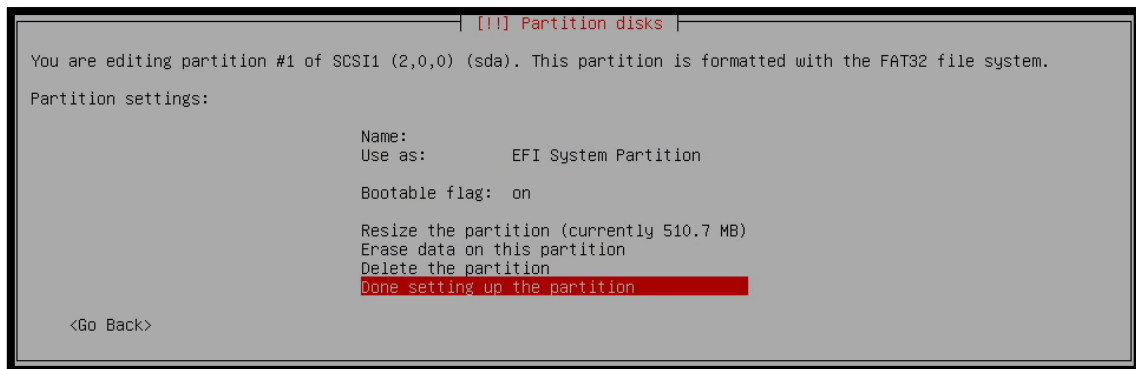 [!!] Partition disks
You are editing partition #1 of SCSI1 (2,0,0) (sda). This partition is formatted with the FAT32 file system.
Partition settings:
Name:
Use as: EFI System Partition
Bootable flag: on
Resize the partition (currently 510.7 MB)
Erase data on this partition
Delete the partition
Done setting up the partition
<Go Back>